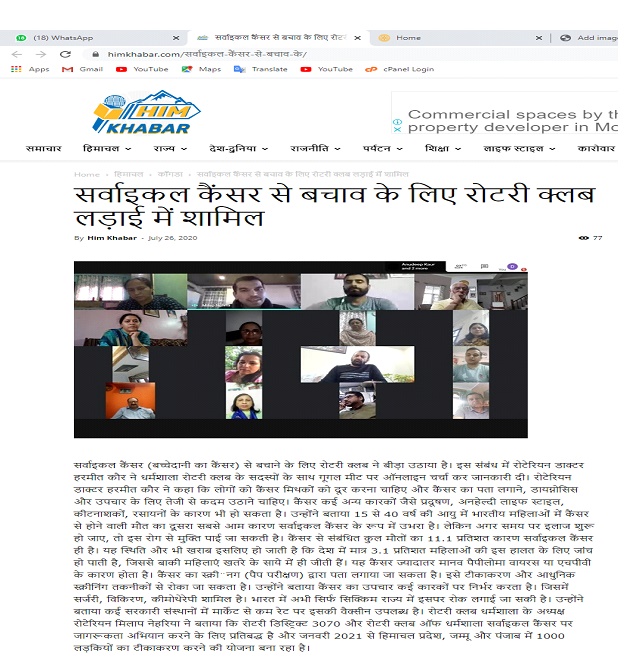 (18) WhatsApp × सर्वाइकल कैंसर से बचाव के लिए रोटर × Home × Add imag
himkhabar.com/सर्वाइकल-कैंसर-से-बचाव-के/
Apps Gmail YouTube Maps Translate YouTube cPanel Login
HIM
KHABAR
Commercial spaces by th
property developer in Mo
समाचार हिमाचल राज्य देश-दुनिया राजनीति पर्यटन शिक्षा लाइफ स्टाइल कारोबार
Home › हिमाचल › काँगड़ा › सर्वाइकल कैंसर से बचाव के लिए रोटरी क्लब लड़ाई में शामिल
सर्वाइकल कैंसर से बचाव के लिए रोटरी क्लब
लड़ाई में शामिल
By Him Khabar - July 26, 2020 77
Anudeep Kaur
and 2 more
सर्वाइकल कैंसर (बच्चेदानी का कैंसर) से बचाने के लिए रोटरी क्लब ने बीड़ा उठाया है। इस संबंध में रोटेरियन डाक्टर
हरमीत कौर ने धर्मशाला रोटरी क्लब के सदस्यों के साथ गूगल मीट पर ऑनलाइन चर्चा कर जानकारी दी। रोटेरियन
डाक्टर हरमीत कौर ने कहा कि लोगों को कैंसर मिथकों को दूर करना चाहिए और कैंसर का पता लगाने, डायग्नोसिस
और उपचार के लिए तेजी से कदम उठाने चाहिए। कैंसर कई अन्य कारकों जैसे प्रदूषण, अनहेल्दी लाइफ स्टाइल,
कीटनाशकों, रसायनों के कारण भी हो सकता है। उन्होंने बताया 15 से 40 वर्ष की आयु में भारतीय महिलाओं में कैंसर
से होने वाली मौत का दूसरा सबसे आम कारण सर्वाइकल कैंसर के रूप में उभरा है। लेकिन अगर समय पर इलाज शुरू
हो जाए, तो इस रोग से मुक्ति पाई जा सकती है। कैंसर से संबंधित कुल मौतों का 11.1 प्रतिशत कारण सर्वाइकल कैंसर
ही है। यह स्थिति और भी खराब इसलिए हो जाती है कि देश में मात्र 3.1 प्रतिशत महिलाओं की इस हालत के लिए जांच
हो पाती है, जिससे बाकी महिलाएं खतरे के साये में ही जीती हैं। यह कैंसर ज्यादातर मानव पैपीलोमा वायरस या एचपीवी
के कारण होता है। कैंसर का स्क्री¨नग (पैप परीक्षण) द्वारा पता लगाया जा सकता है। इसे टीकाकरण और आधुनिक
स्क्रीनिंग तकनीकों से रोका जा सकता है। उन्होंने बताया कैंसर का उपचार कई कारकों पर निर्भर करता है। जिसमें
सर्जरी, विकिरण, कीमोथेरेपी शामिल है। भारत में अभी सिर्फ सिक्किम राज्य में इसपर रोक लगाई जा सकी है। उन्होंने
बताया कई सरकारी संस्थानों में मार्केट से कम रेट पर इसकी वैक्सीन उपलब्ध है। रोटरी क्लब धर्मशाला के अध्यक्ष
रोटेरियन मिलाप नेहरिया ने बताया कि रोटरी डिस्ट्रिक्ट 3070 और रोटरी क्लब ऑफ धर्मशाला सर्वाइकल कैंसर पर
जागरूकता अभियान करने के लिए प्रतिबद्ध है और जनवरी 2021 से हिमाचल प्रदेश, जम्मू और पंजाब में 1000
लड़कियों का टीकाकरण करने की योजना बना रहा है।